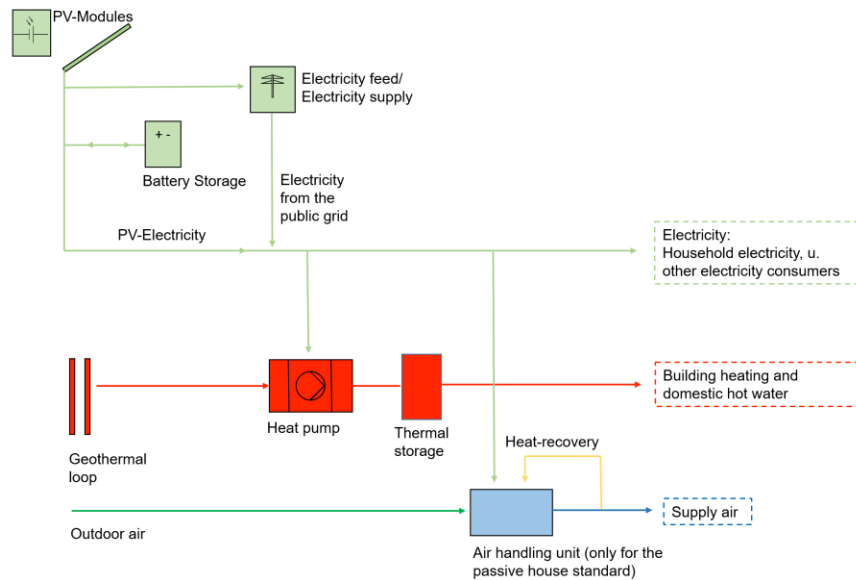 PV-Modules
Electricity feed/
Electricity supply
+ -
Battery Storage
Electricity
from the
public grid
PV-Electricity
Electricity:
Household electricity, u.
other electricity consumers
Building heating and
domestic hot water
Heat pump
Thermal
storage
Geothermal
loop
Heat-recovery
Supply air
Outdoor air
Air handling unit (only for the
passive house standard)